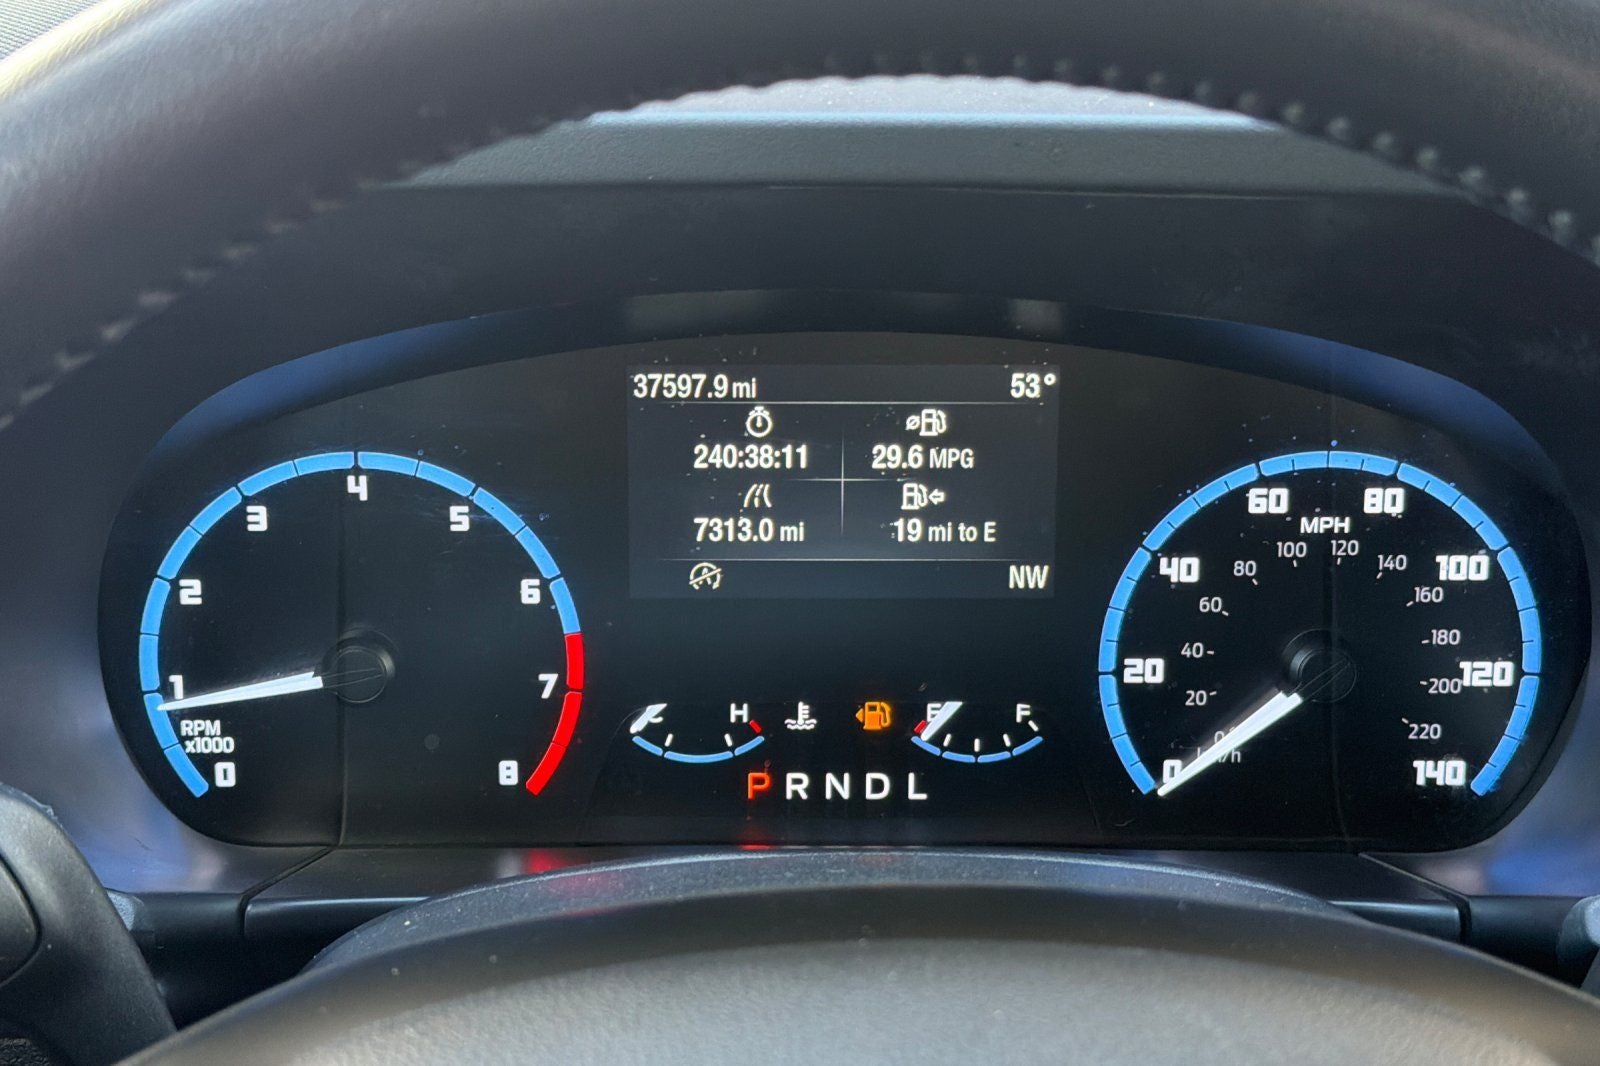 37597.9 mi 53°
240:38:11 29.6 MPG
7313.0 mi 19 mi to E
NW
0 1 2 3 4 5 6 7 8
RPM
x1000
H
E F
P R N D L
0 20 40 60 80 100 120 140
MPH
20 40 60 80 100 120 140 160 180 200 220